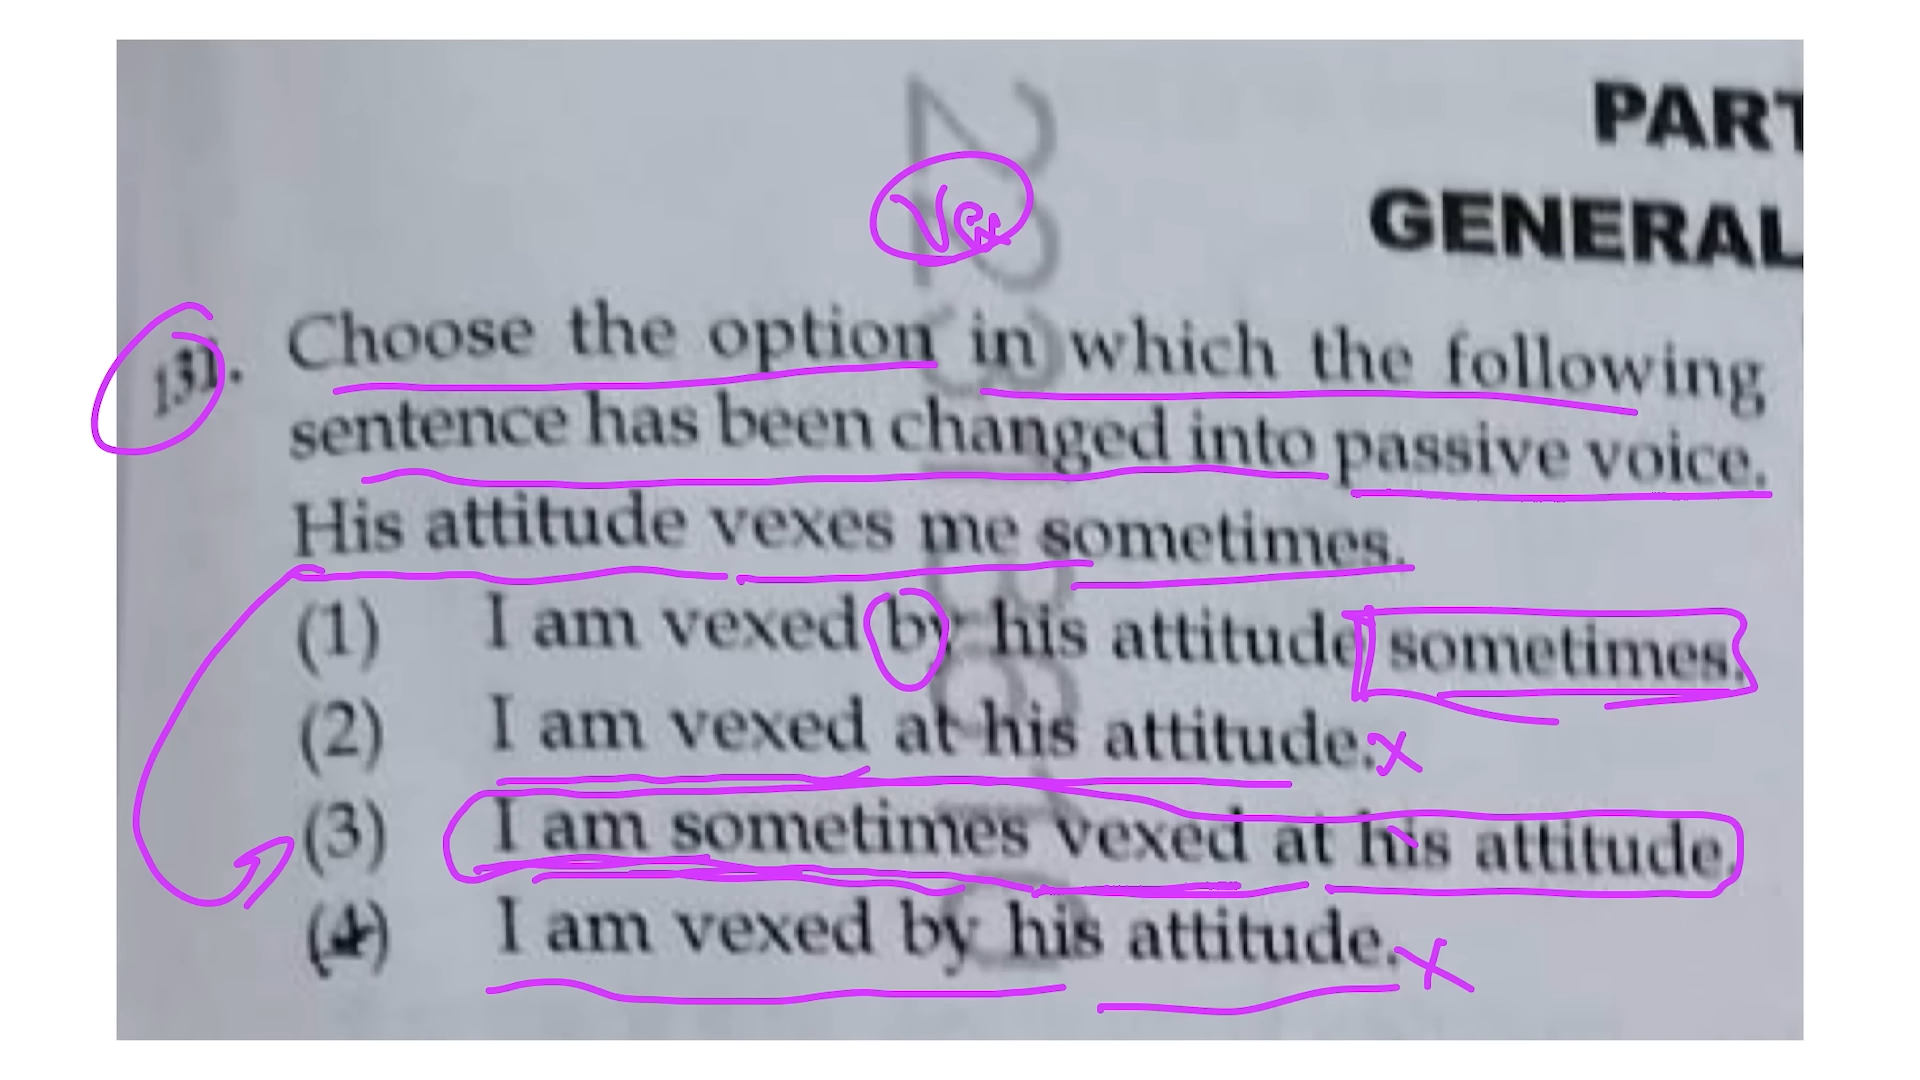 PART
GENERAL
131. Choose the option in which the following
sentence has been changed into passive voice.
His attitude vexes me sometimes.
(1) I am vexed by his attitude sometimes.
(2) I am vexed at his attitude.
(3) I am sometimes vexed at his attitude.
(4) I am vexed by his attitude.